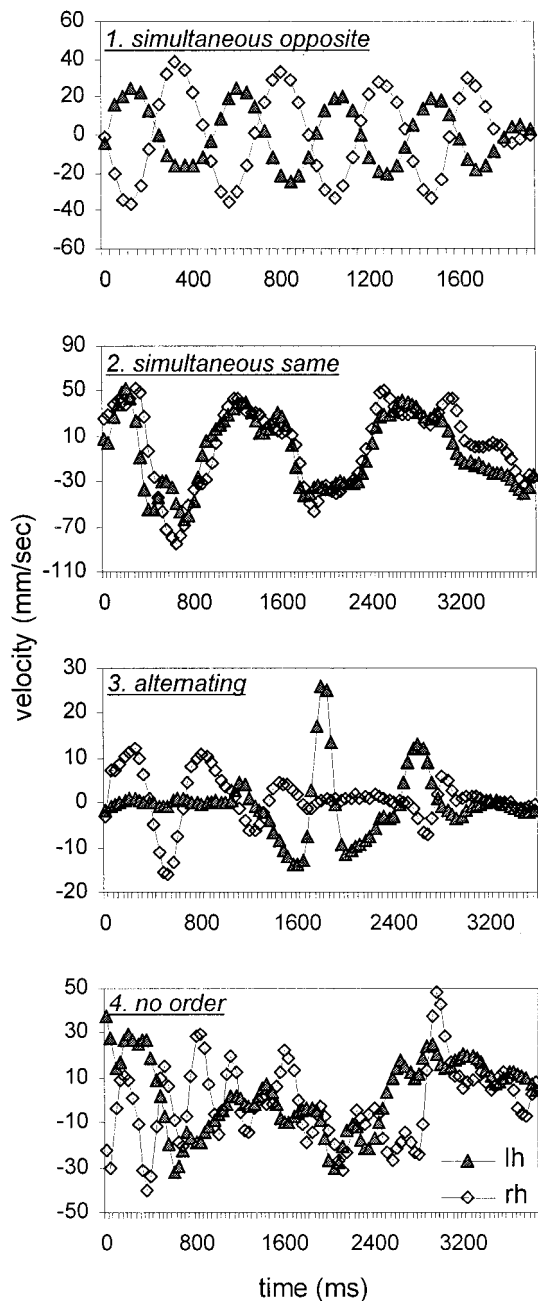 velocity (mm/sec)
1. simultaneous opposite
60
40
20
0
-20
-40
-60
0 400 800 1200 1600
2. simultaneous same
90
50
10
-30
-70
-110
0 800 1600 2400 3200
3. alternating
30
20
10
0
-10
-20
0 800 1600 2400 3200
4. no order
50
30
10
-10
-30
-50
lh
rh
0 800 1600 2400 3200
time (ms)